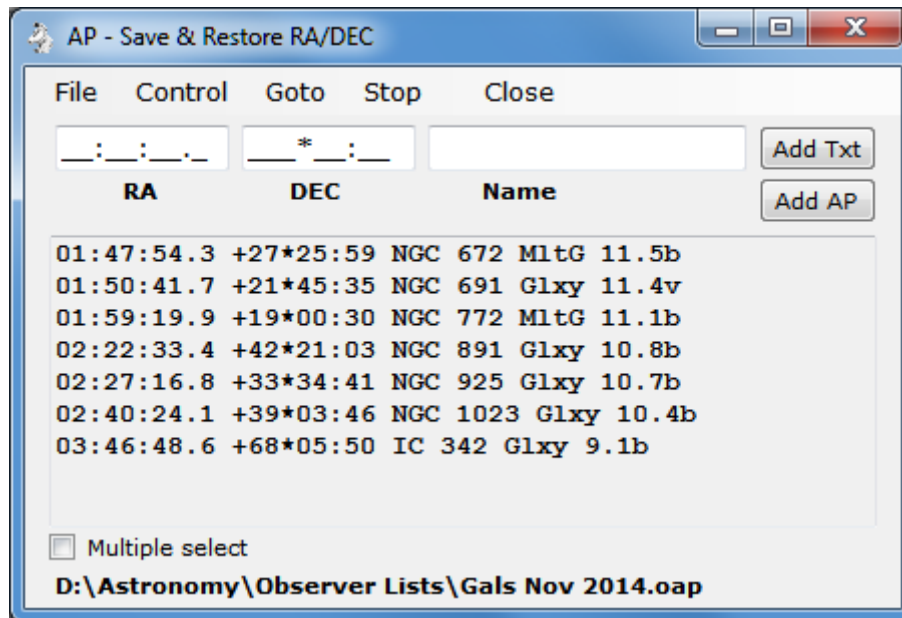 AP - Save & Restore RA/DEC
File Control Goto Stop Close
__:__:__._ ___*__:__ Add Txt
RA DEC Name Add AP
01:47:54.3 +27*25:59 NGC 672 MltG 11.5b
01:50:41.7 +21*45:35 NGC 691 Glxy 11.4v
01:59:19.9 +19*00:30 NGC 772 MltG 11.1b
02:22:33.4 +42*21:03 NGC 891 Glxy 10.8b
02:27:16.8 +33*34:41 NGC 925 Glxy 10.7b
02:40:24.1 +39*03:46 NGC 1023 Glxy 10.4b
03:46:48.6 +68*05:50 IC 342 Glxy 9.1b
Multiple select
D:\Astronomy\Observer Lists\Gals Nov 2014.oap